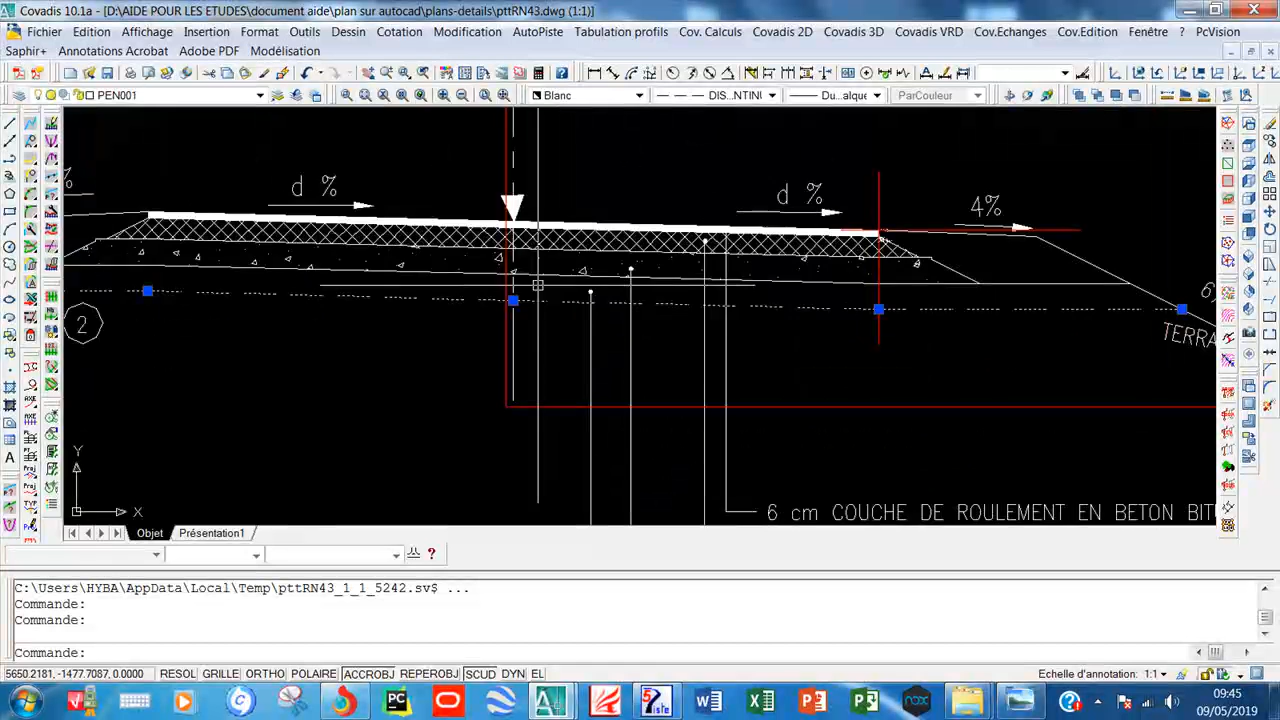 Covadis 10.1a - [D:\AIDE POUR LES ETUDES\document aide\plan sur autocad\plans-details\pttRN43.dwg (1:1)]
Fichier Edition Affichage Insertion Format Outils Dessin Cotation Modification AutoPiste Tabulation profils Cov. Calculs Covadis 2D Covadis 3D Covadis VRD Cov.Echanges Cov.Edition Fenêtre ? PcVision
Saphir+ Annotations Acrobat Adobe PDF Modélisation
PEN001 Blanc DIS...NTINU Du...alque ParCouleur
d % d % 4%
%
2
6
TERRA
Y
X
6 cm COUCHE DE ROULEMENT EN BETON BIT
Objet Présentation1
C:\Users\HYBA\AppData\Local\Temp\pttRN43_1_1_5242.sv$ ...
Commande:
Commande:
Commande:
5650.2181, -1477.7087, 0.0000 RESOL GRILLE ORTHO POLAIRE ACCROBJ REPEROBJ SCUD DYN EL Echelle d'annotation: 1:1
09:45
09/05/2019